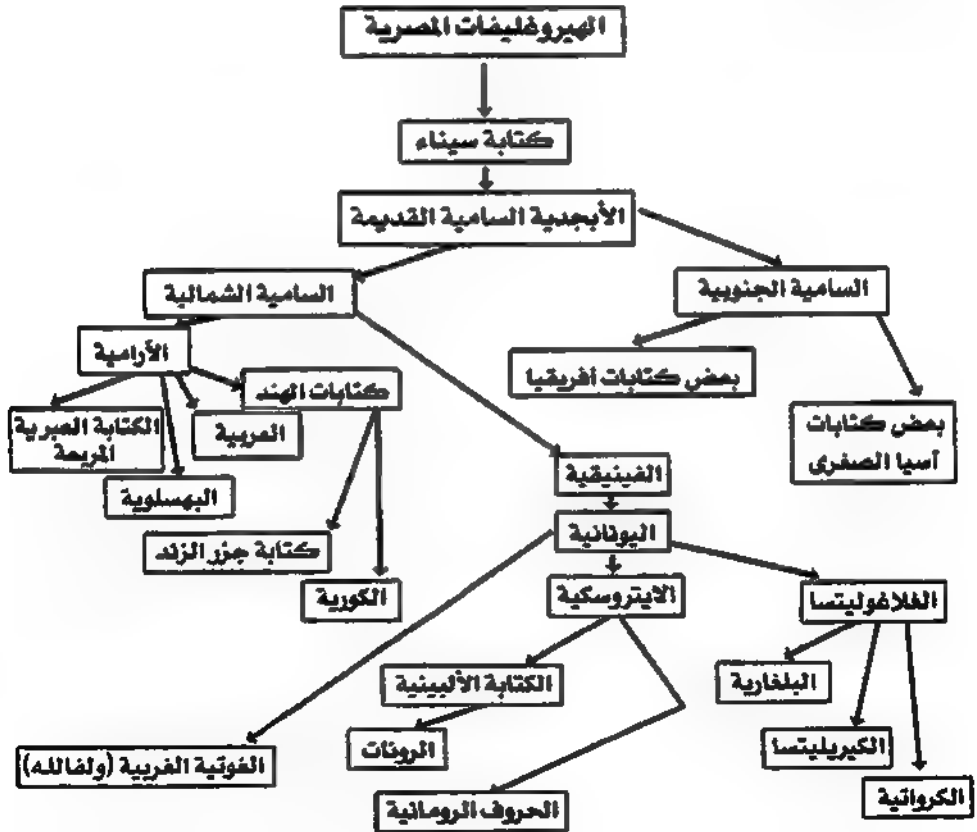 الهيروغليفات المصرية
كتابة سيناء
الأبجدية السامية القديمة
السامية الجنوبية
السامية الشمالية
الأرامية
بعض كتابات أفريقيا
كتابات الهند
بعض كتابات
آسيا الصغرى
الكتابة العبرية
المربعة
العربية
الفينيقية
البهسلوية
اليونانية
كتابة جزر الزند
الكورية
الايتروسكية
الغلاغوليتسا
الكتابة الألبينية
البلغارية
الرونات
الكيريليتسا
الغوتية الغربية (ولفالله)
الحروف الرومانية
الكرواتية